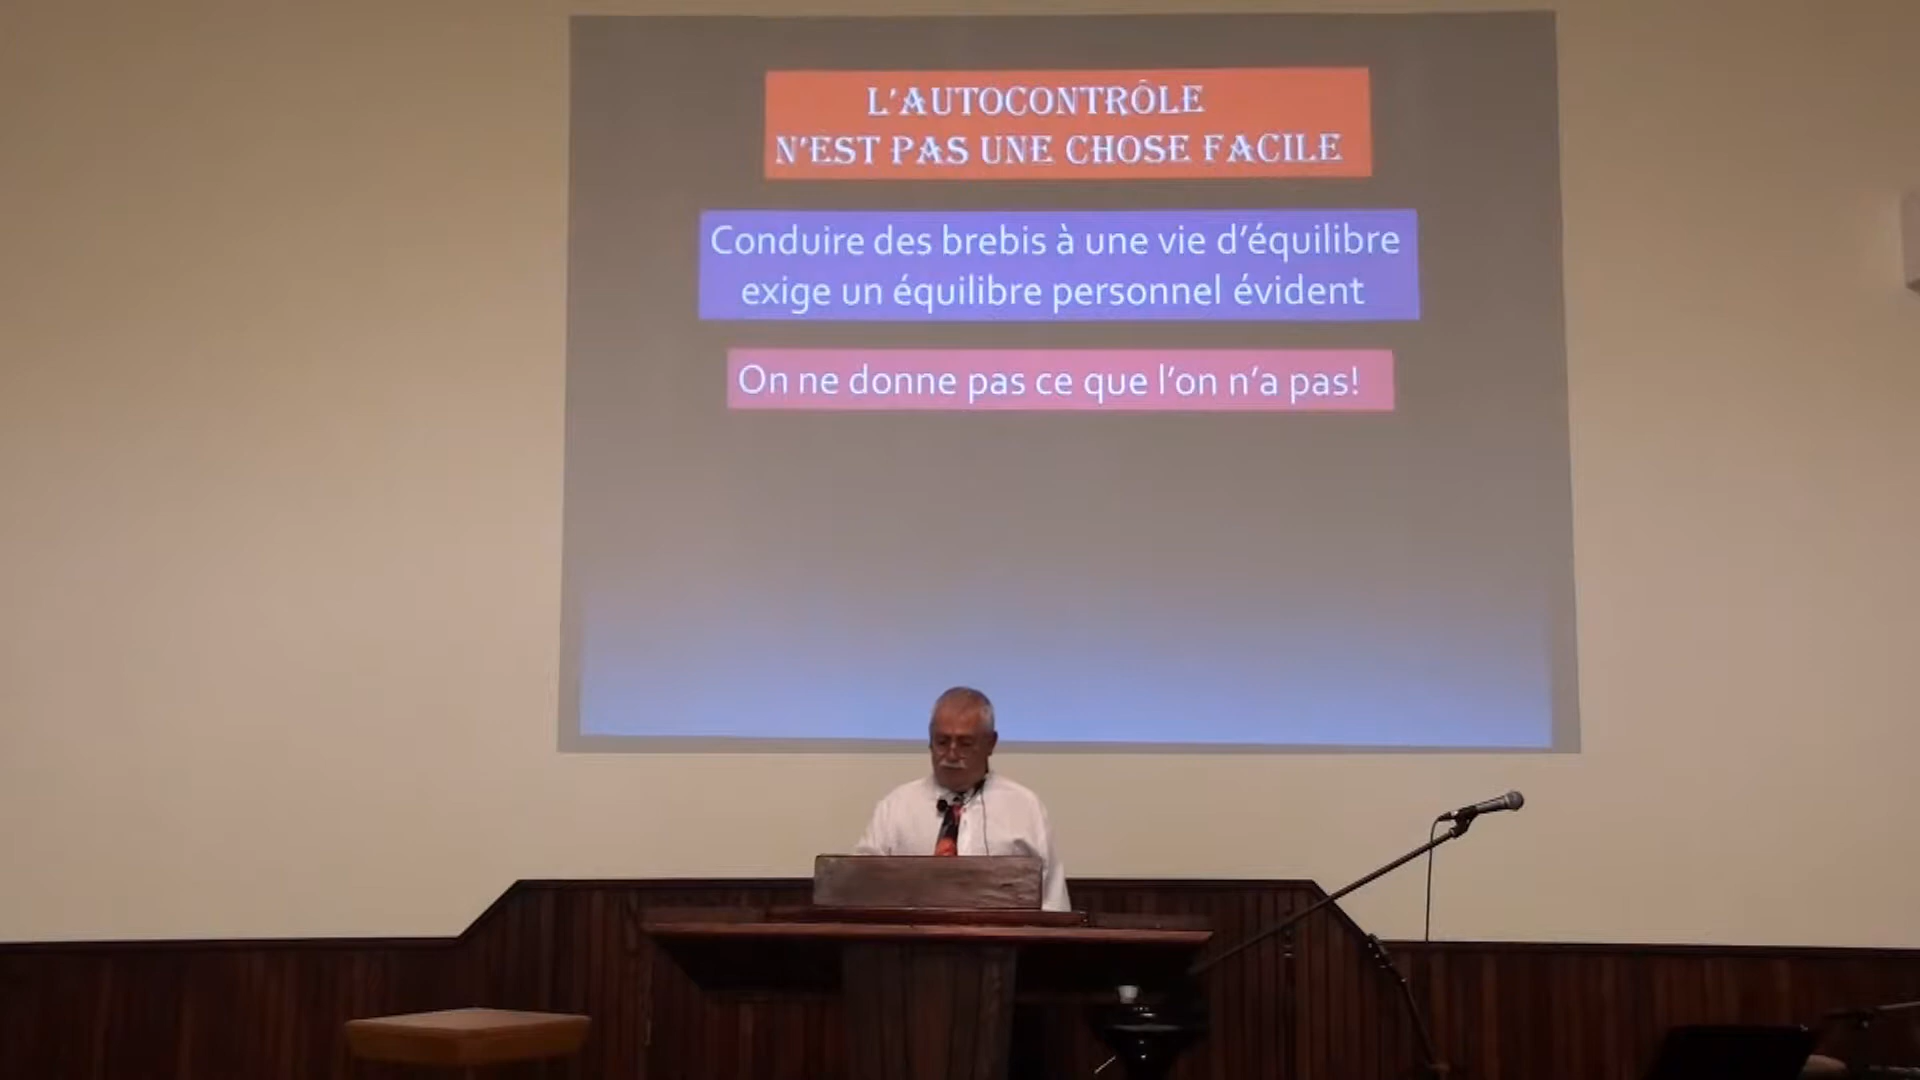 L'AUTOCONTRÔLE
N'EST PAS UNE CHOSE FACILE
Conduire des brebis à une vie d'équilibre
exige un équilibre personnel évident
On ne donne pas ce que l'on n'a pas!